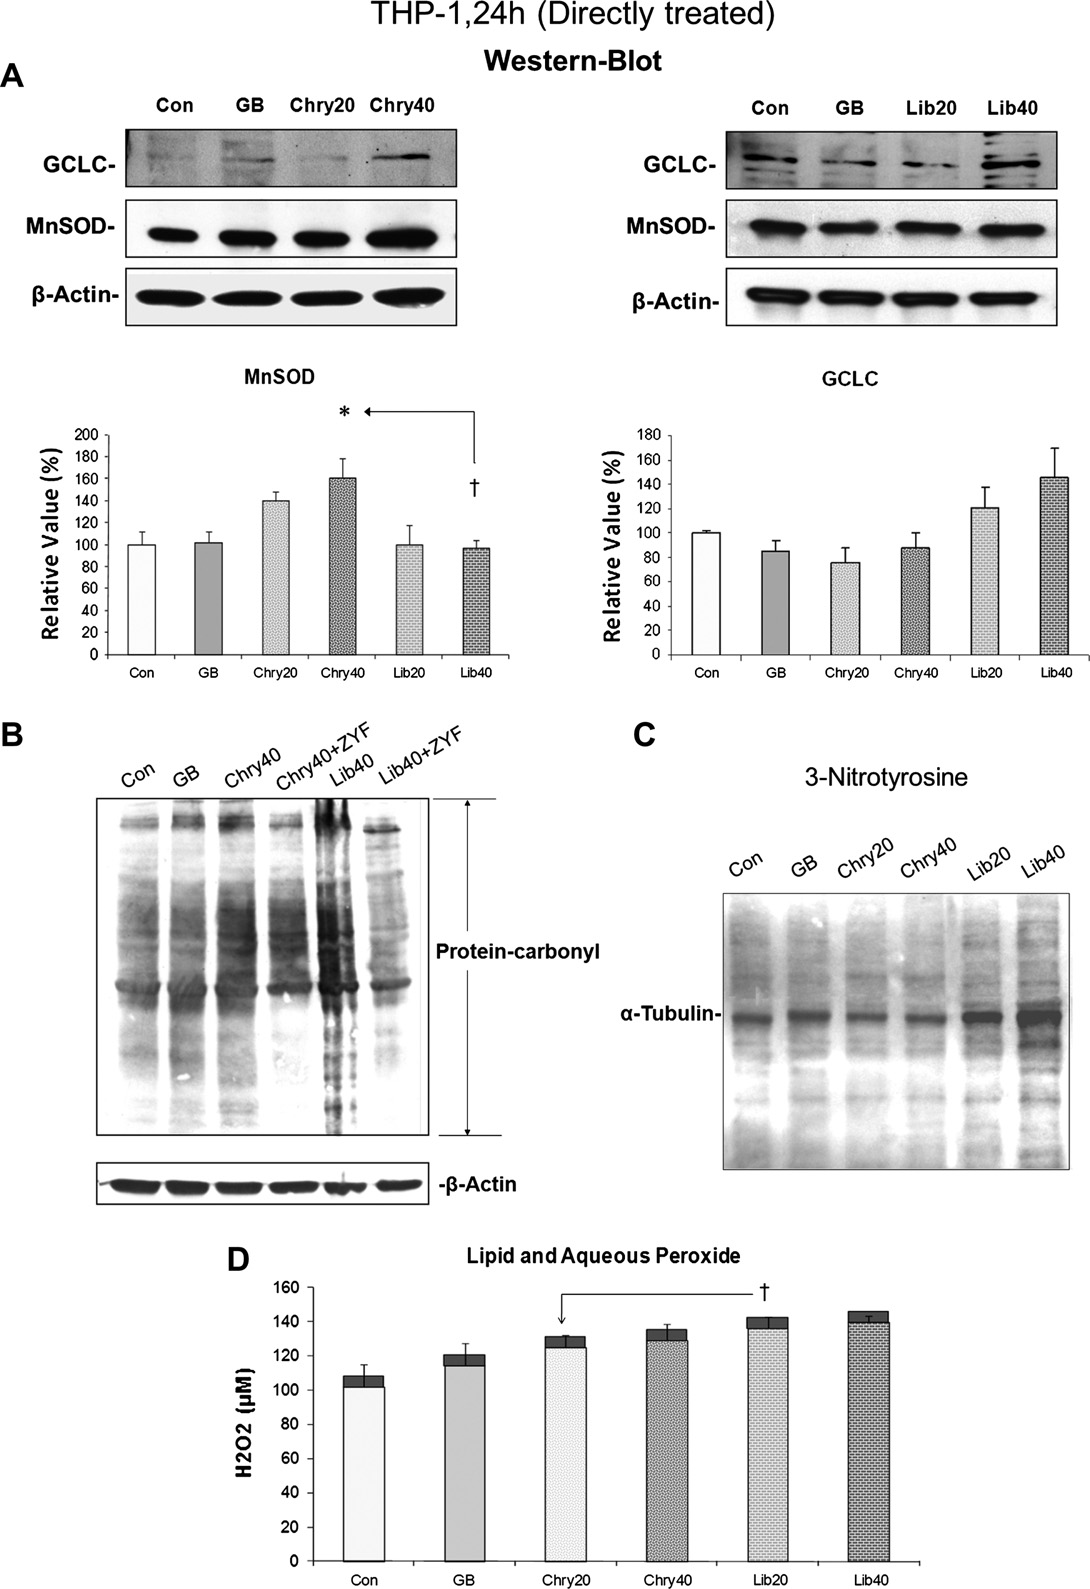 THP-1,24h (Directly treated)
Western-Blot
A
Con GB Chry20 Chry40
GCLC-
MnSOD-
β-Actin-
Con GB Lib20 Lib40
GCLC-
MnSOD-
β-Actin-
MnSOD
* †
Relative Value (%)
200
180
160
140
120
100
80
60
40
20
0
Con GB Chry20 Chry40 Lib20 Lib40
GCLC
Relative Value (%)
180
160
140
120
100
80
60
40
20
0
Con GB Chry20 Chry40 Lib20 Lib40
B
Con GB Chry40 Chry40+ZYF Lib40 Lib40+ZYF
Protein-carbonyl
-β-Actin
C
3-Nitrotyrosine
Con GB Chry20 Chry40 Lib20 Lib40
α-Tubulin-
D
Lipid and Aqueous Peroxide
†
H2O2 (µM)
160
140
120
100
80
60
40
20
0
Con GB Chry20 Chry40 Lib20 Lib40